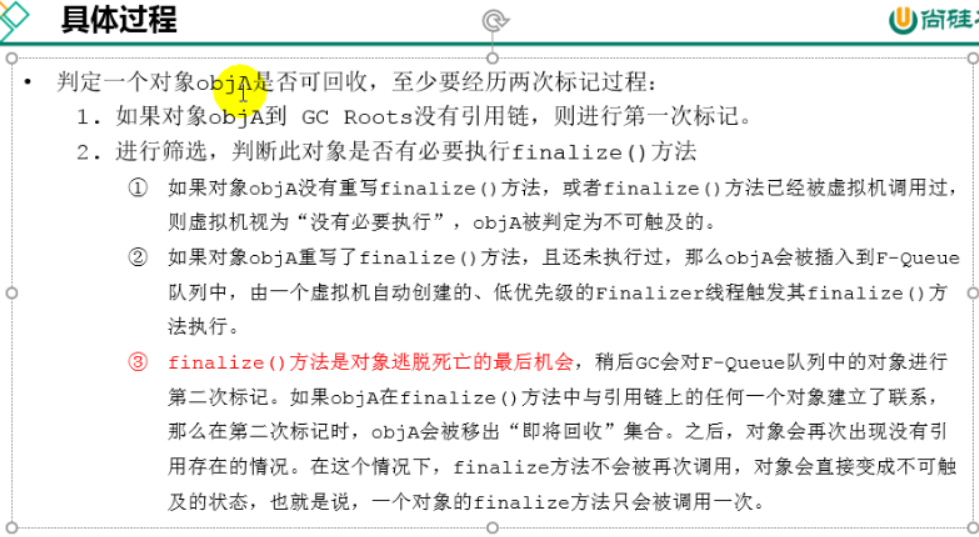 具体过程
尚硅
• 判定一个对象objA是否可回收，至少要经历两次标记过程：
1. 如果对象objA到 GC Roots没有引用链，则进行第一次标记。
2. 进行筛选，判断此对象是否有必要执行finalize()方法
① 如果对象objA没有重写finalize()方法，或者finalize()方法已经被虚拟机调用过，
则虚拟机视为“没有必要执行”，objA被判定为不可触及的。
② 如果对象objA重写了finalize()方法，且还未执行过，那么objA会被插入到F-Queue
队列中，由一个虚拟机自动创建的、低优先级的Finalizer线程触发其finalize()方
法执行。
③ finalize()方法是对象逃脱死亡的最后机会，稍后GC会对F-Queue队列中的对象进行
第二次标记。如果objA在finalize()方法中与引用链上的任何一个对象建立了联系，
那么在第二次标记时，objA会被移出“即将回收”集合。之后，对象会再次出现没有引
用存在的情况。在这个情况下，finalize方法不会被再次调用，对象会直接变成不可触
及的状态，也就是说，一个对象的finalize方法只会被调用一次。